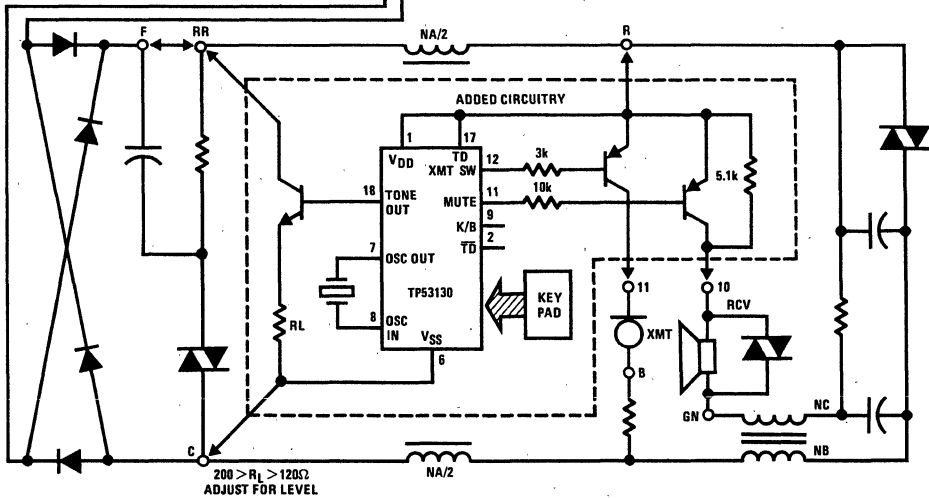 F
RR
NA/2
R
ADDED CIRCUITRY
1
17
VDD
TD
XMT SW
12
3k
5.1k
18
TONE OUT
MUTE
11
10k
K/B
9
TD
2
7
OSC OUT
TP53130
KEY PAD
11
10
RCV
8
OSC IN
RL
VSS
6
XMT
B
GN
NC
C
NA/2
NB
200 > RL > 120Ω
ADJUST FOR LEVEL